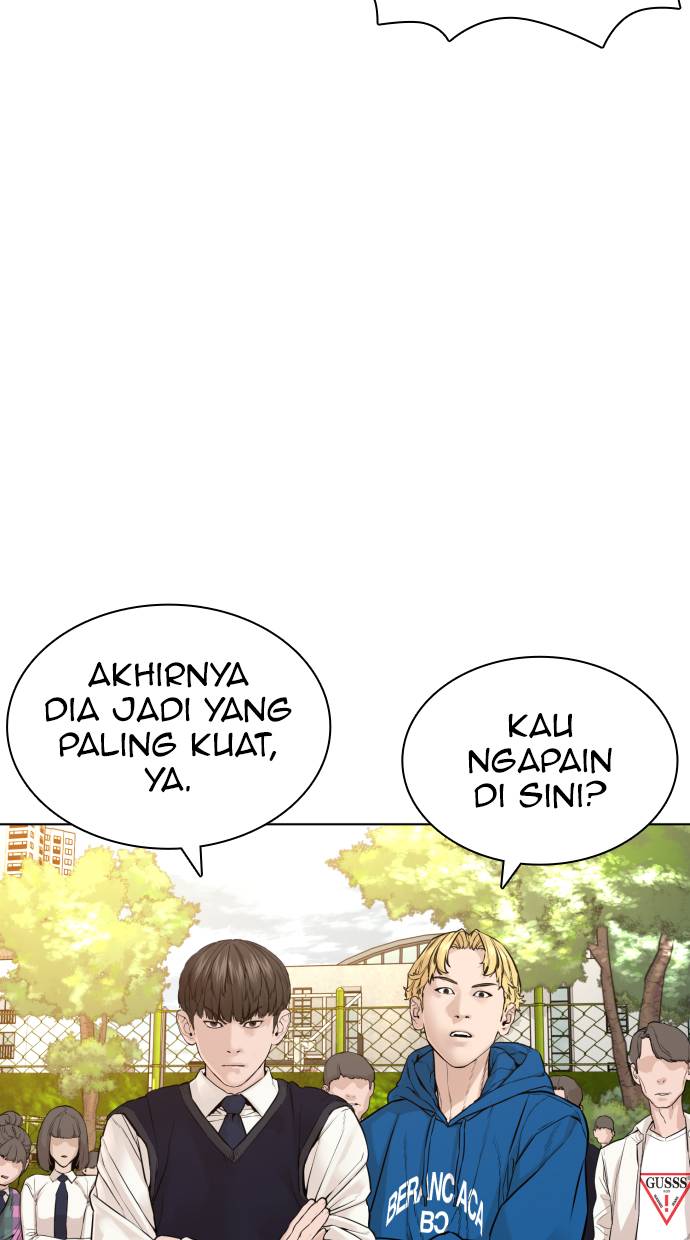 AKHIRNYA
DIA JADI YANG
PALING KUAT,
YA.
KAU
NGAPAIN
DI SINI?
BERANCACA
BC
GUSSS